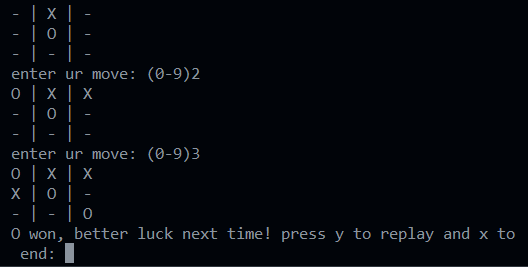 - | X | -
- | O | -
- | - | -
enter ur move: (0-9)2
O | X | X
- | O | -
- | - | -
enter ur move: (0-9)3
O | X | X
X | O | -
- | - | O
O won, better luck next time! press y to replay and x to
end: